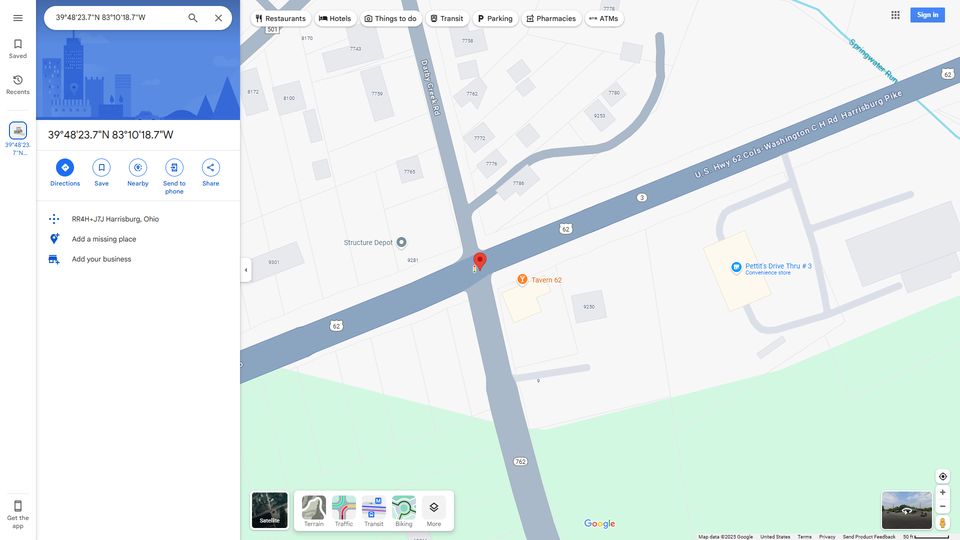 39°48'23.7"N 83°10'18.7"W
Restaurants
Hotels
Things to do
Transit
Parking
Pharmacies
ATMs
Sign in
Saved
Recents
39°48'23.
7"N...
39°48'23.7"N 83°10'18.7"W
Directions
Save
Nearby
Send to
phone
Share
RR4H+J7J Harrisburg, Ohio
Add a missing place
Add your business
Get the
app
501
8170
7743
7758
7778
8172
8100
7759
7762
7780
9253
7772
7776
7765
7786
Darby Creek Rd
Springwater Run
62
U.S. Hwy 62 Cols-Washington C H Rd Harrisburg Pike
3
62
Structure Depot
9281
9301
Tavern 62
9230
Pettit's Drive Thru # 3
Convenience store
62
9
762
Satellite
Terrain
Traffic
Transit
Biking
More
Google
Map data ©2025 Google
United States
Terms
Privacy
Send Product Feedback
50 ft